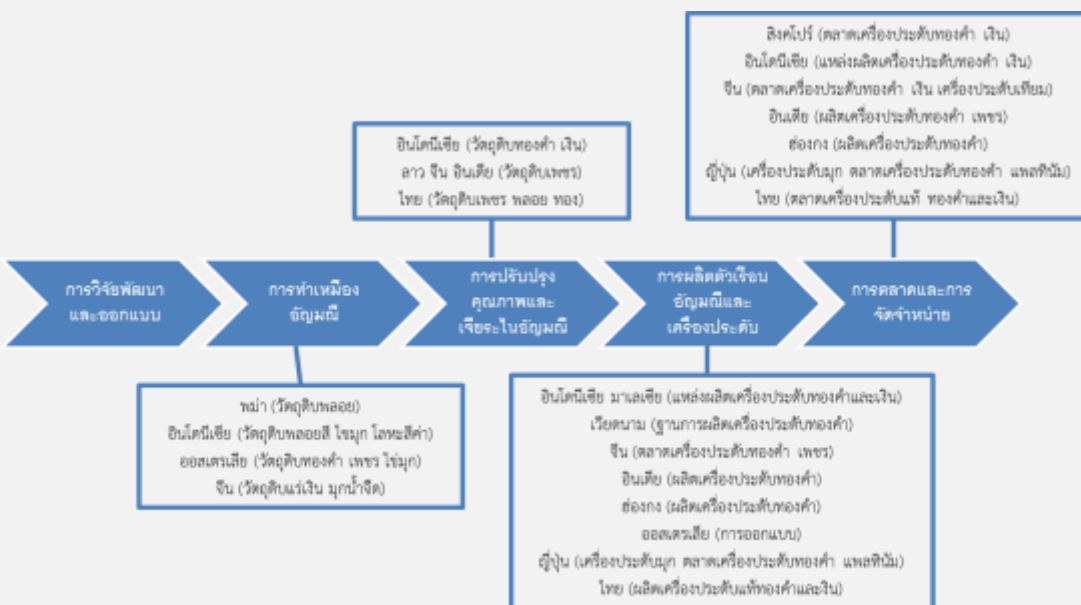 สิงคโปร์ (ตลาดเครื่องประดับทองคำ เงิน)
อินโดนีเซีย (แหล่งผลิตเครื่องประดับทองคำ เงิน)
จีน (ตลาดเครื่องประดับทองคำ เงิน เครื่องประดับเทียม)
อินเดีย (ผลิตเครื่องประดับทองคำ เพชร)
ฮ่องกง (ผลิตเครื่องประดับทองคำ)
ญี่ปุ่น (เครื่องประดับมุก ตลาดเครื่องประดับทองคำ แพลทินัม)
ไทย (ตลาดเครื่องประดับแท้ ทองคำและเงิน)
อินโดนีเซีย (วัตถุดิบทองคำ เงิน)
ลาว จีน อินเดีย (วัตถุดิบเพชร)
ไทย (วัตถุดิบเพชร พลอย ทอง)
การวิจัยพัฒนา
และออกแบบ
การทำเหมือง
อัญมณี
การปรับปรุง
คุณภาพและ
เจียระไนอัญมณี
การผลิตตัวเรือน
อัญมณีและ
เครื่องประดับ
การตลาดและการ
จัดจำหน่าย
พม่า (วัตถุดิบพลอย)
อินโดนีเซีย (วัตถุดิบพลอยสี ไข่มุก โลหะสีค่า)
ออสเตรเลีย (วัตถุดิบทองคำ เพชร ไข่มุก)
จีน (วัตถุดิบแร่เงิน มุกน้ำจืด)
อินโดนีเซีย มาเลเซีย (แหล่งผลิตเครื่องประดับทองคำและเงิน)
เวียดนาม (ฐานการผลิตเครื่องประดับทองคำ)
จีน (ตลาดเครื่องประดับทองคำ เพชร)
อินเดีย (ผลิตเครื่องประดับทองคำ)
ฮ่องกง (ผลิตเครื่องประดับทองคำ)
ออสเตรเลีย (การออกแบบ)
ญี่ปุ่น (เครื่องประดับมุก ตลาดเครื่องประดับทองคำ แพลทินัม)
ไทย (ผลิตเครื่องประดับแท้ทองคำและเงิน)